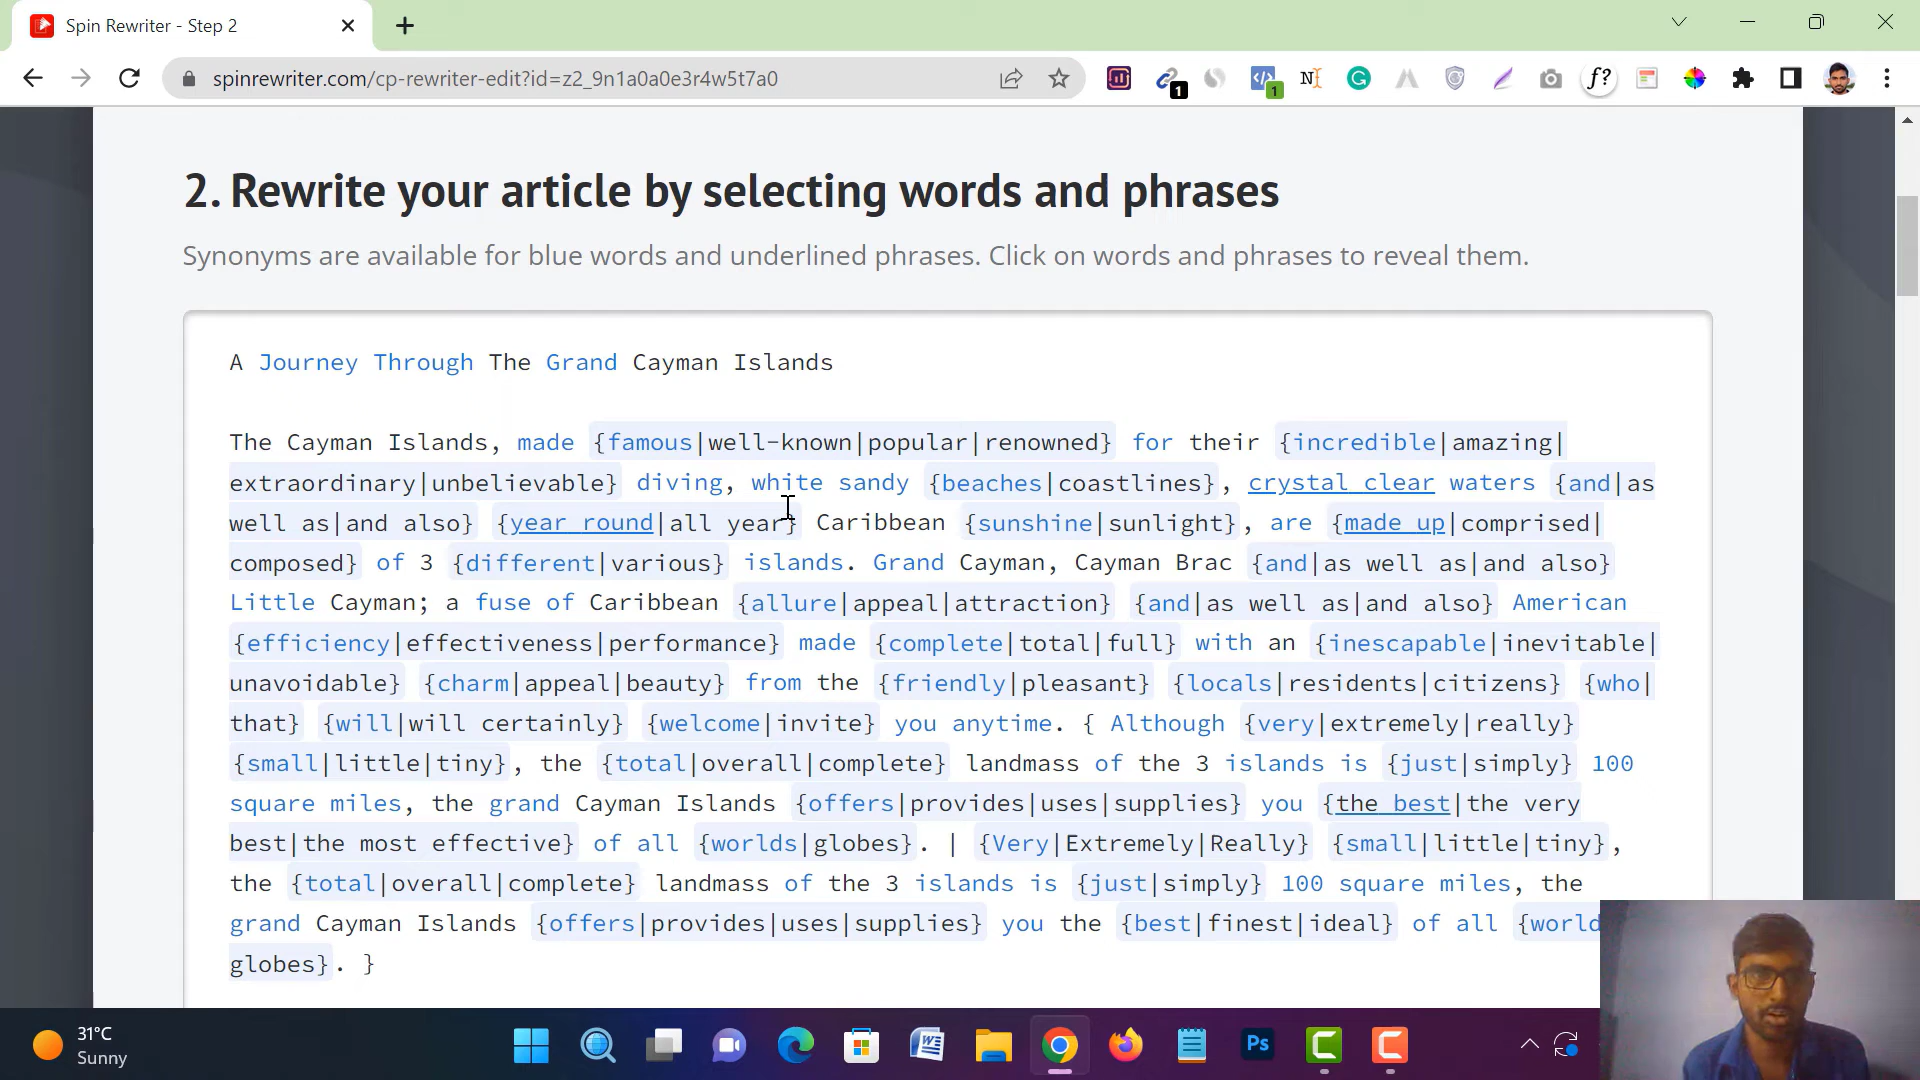 Spin Rewriter - Step 2
spinrewriter.com/cp-rewriter-edit?id=z2_9n1a0a0e3r4w5t7a0
1
1
f?
2. Rewrite your article by selecting words and phrases
Synonyms are available for blue words and underlined phrases. Click on words and phrases to reveal them.
A Journey Through The Grand Cayman Islands
The Cayman Islands, made {famous|well-known|popular|renowned} for their {incredible|amazing|
extraordinary|unbelievable} diving, white sandy {beaches|coastlines}, crystal clear waters {and|as
well as|and also} {year round|all year} Caribbean {sunshine|sunlight}, are {made up|comprised|
composed} of 3 {different|various} islands. Grand Cayman, Cayman Brac {and|as well as|and also}
Little Cayman; a fuse of Caribbean {allure|appeal|attraction} {and|as well as|and also} American
{efficiency|effectiveness|performance} made {complete|total|full} with an {inescapable|inevitable|
unavoidable} {charm|appeal|beauty} from the {friendly|pleasant} {locals|residents|citizens} {who|
that} {will|will certainly} {welcome|invite} you anytime. { Although {very|extremely|really}
{small|little|tiny}, the {total|overall|complete} landmass of the 3 islands is {just|simply} 100
square miles, the grand Cayman Islands {offers|provides|uses|supplies} you {the best|the very
best|the most effective} of all {worlds|globes}. | {Very|Extremely|Really} {small|little|tiny},
the {total|overall|complete} landmass of the 3 islands is {just|simply} 100 square miles, the
grand Cayman Islands {offers|provides|uses|supplies} you the {best|finest|ideal} of all {world
globes}. }
31°C
Sunny
Ps